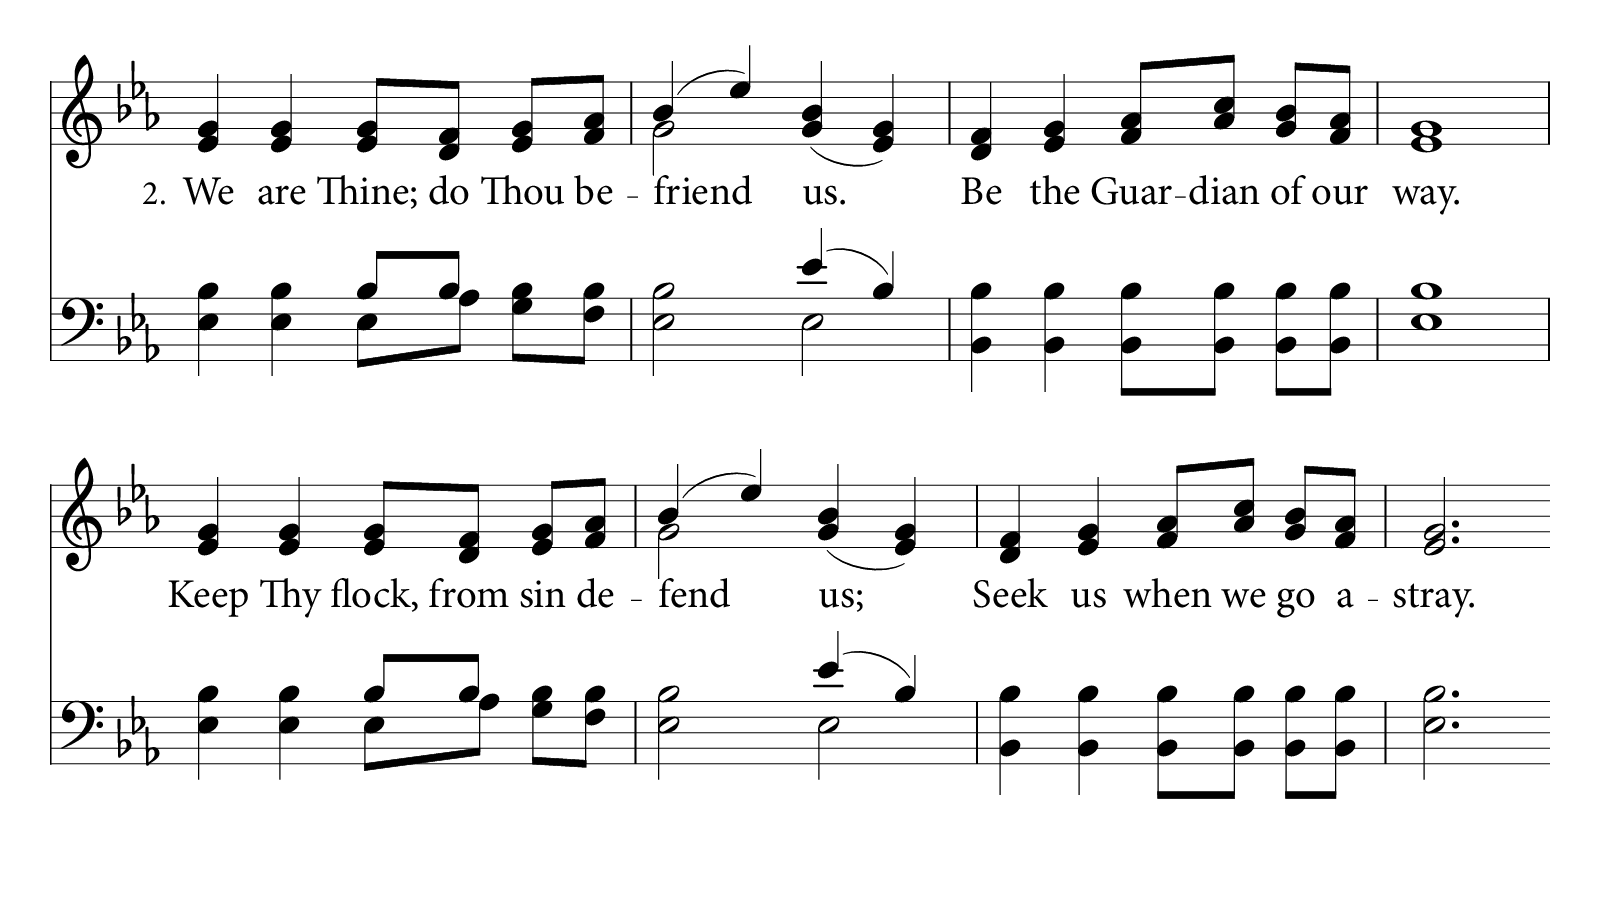 2. We are Thine; do Thou be – friend us. Be the Guar–dian of our way.
Keep Thy flock, from sin de – fend us; Seek us when we go a – stray.